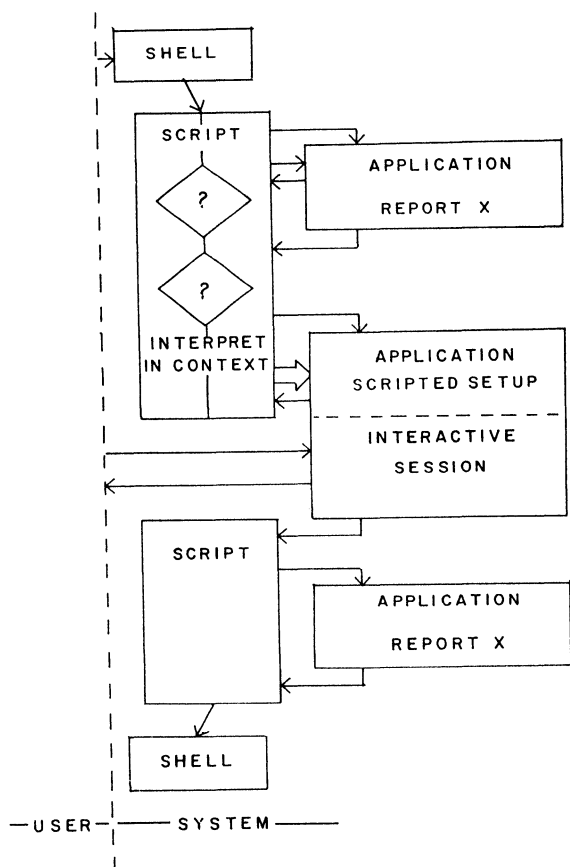 SHELL
SCRIPT
?
?
INTERPRET
IN CONTEXT
APPLICATION
REPORT X
APPLICATION
SCRIPTED SETUP
INTERACTIVE
SESSION
SCRIPT
APPLICATION
REPORT X
SHELL
USER
SYSTEM